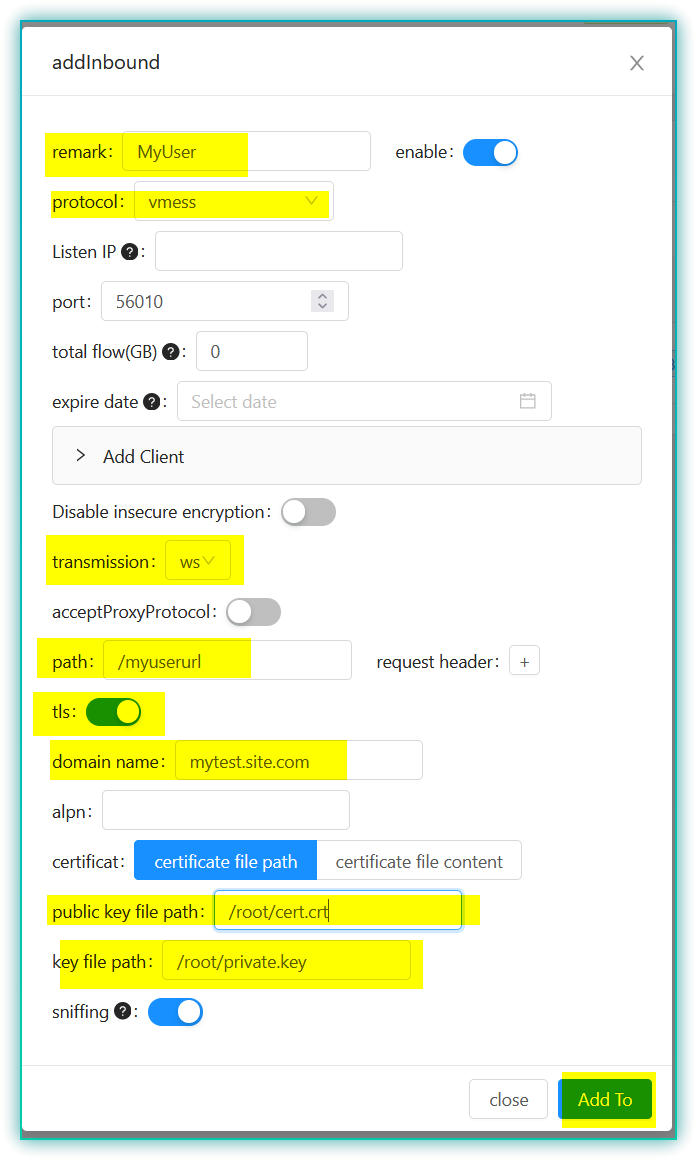 addInbound
remark: MyUser enable:
protocol: vmess
Listen IP ? :
port: 56010
total flow(GB) ? : 0
expire date ? : Select date
> Add Client
Disable insecure encryption:
transmission: ws
acceptProxyProtocol:
path: /myuserurl request header: +
tls:
domain name: mytest.site.com
alpn:
certificat: certificate file path certificate file content
public key file path: /root/cert.crt
key file path: /root/private.key
sniffing ? :
close Add To